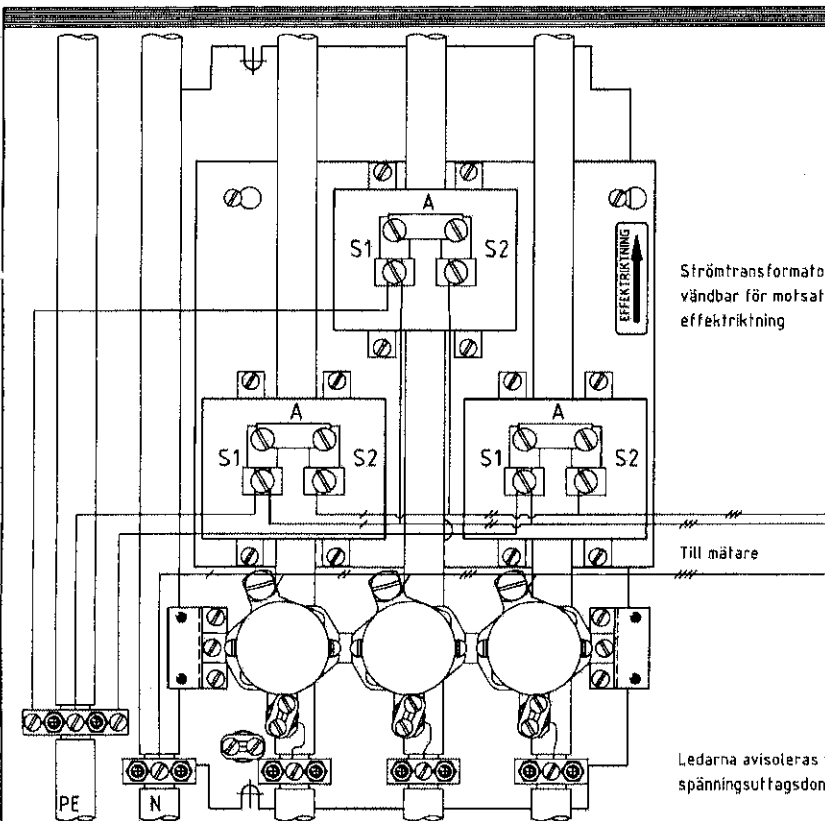 A
S1 S2
EFFEKTRIKTNING
Strömtransformato
vändbar för motsat
effektriktning
A
S1 S2
A
S1 S2
Till mätare
Ledarna avisoleras
spänningsuttagsdon
PE
N